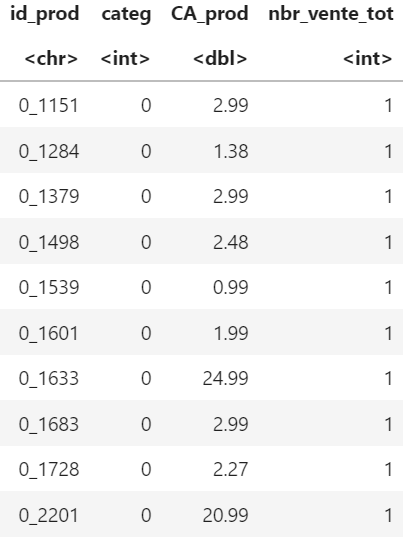 id_prod categ CA_prod nbr_vente_tot
<chr> <int> <dbl> <int>
0_1151 0 2.99 1
0_1284 0 1.38 1
0_1379 0 2.99 1
0_1498 0 2.48 1
0_1539 0 0.99 1
0_1601 0 1.99 1
0_1633 0 24.99 1
0_1683 0 2.99 1
0_1728 0 2.27 1
0_2201 0 20.99 1